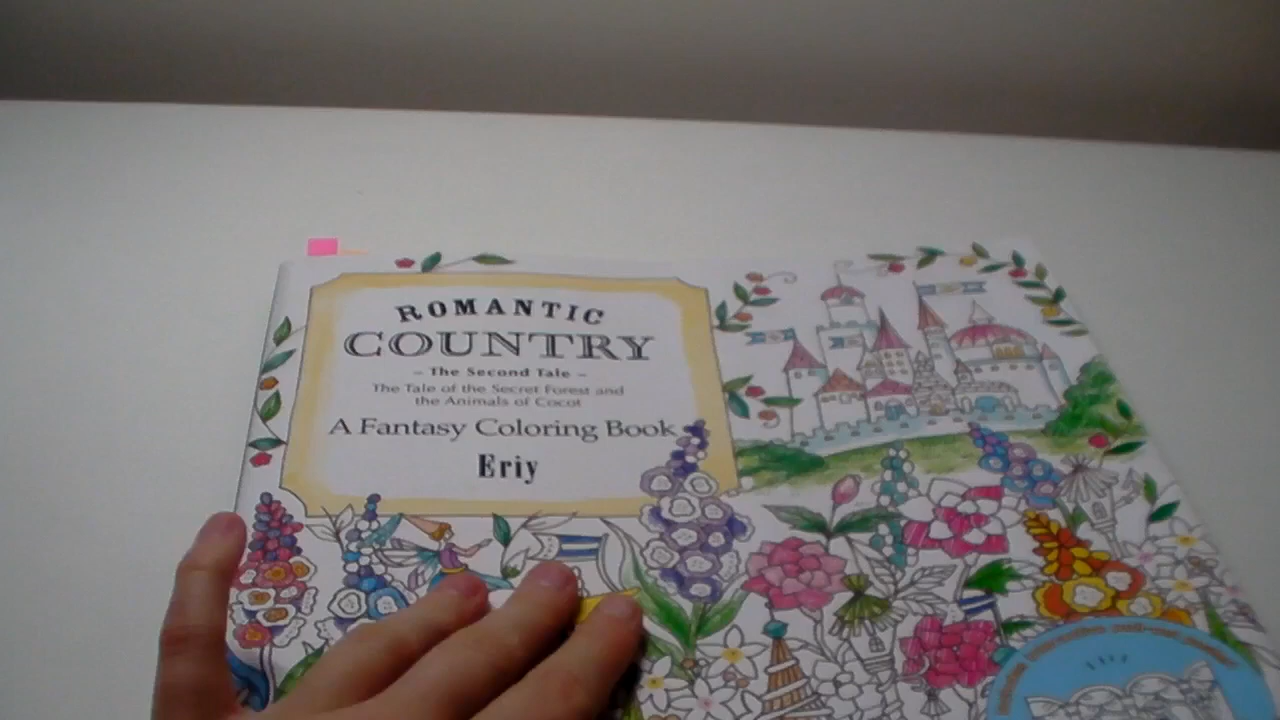 ROMANTIC
COUNTRY
- The Second Tale -
The Tale of the Secret Forest and
the Animals of Cocot
A Fantasy Coloring Book
Eriy